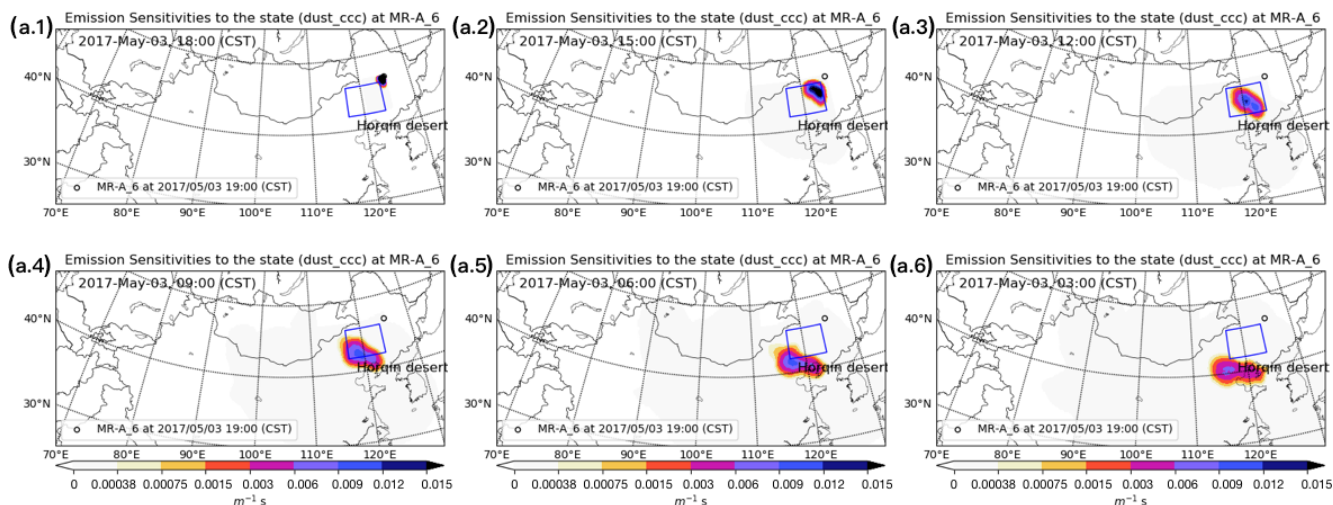 (a.1)
Emission Sensitivities to the state (dust_ccc) at MR-A_6
2017-May-03, 18:00 (CST)
40°N
30°N
Horqin desert
MR-A_6 at 2017/05/03 19:00 (CST)
70°E 80°E 90°E 100°E 110°E 120°E
(a.2)
Emission Sensitivities to the state (dust_ccc) at MR-A_6
2017-May-03, 15:00 (CST)
40°N
30°N
Horqin desert
MR-A_6 at 2017/05/03 19:00 (CST)
70°E 80°E 90°E 100°E 110°E 120°E
(a.3)
Emission Sensitivities to the state (dust_ccc) at MR-A_6
2017-May-03, 12:00 (CST)
40°N
30°N
Horqin desert
MR-A_6 at 2017/05/03 19:00 (CST)
70°E 80°E 90°E 100°E 110°E 120°E
(a.4)
Emission Sensitivities to the state (dust_ccc) at MR-A_6
2017-May-03, 09:00 (CST)
40°N
30°N
Horqin desert
MR-A_6 at 2017/05/03 19:00 (CST)
70°E 80°E 90°E 100°E 110°E 120°E
0 0.00038 0.00075 0.0015 0.003 0.006 0.009 0.012 0.015
m⁻¹ s
(a.5)
Emission Sensitivities to the state (dust_ccc) at MR-A_6
2017-May-03, 06:00 (CST)
40°N
30°N
Horqin desert
MR-A_6 at 2017/05/03 19:00 (CST)
70°E 80°E 90°E 100°E 110°E 120°E
0 0.00038 0.00075 0.0015 0.003 0.006 0.009 0.012 0.015
m⁻¹ s
(a.6)
Emission Sensitivities to the state (dust_ccc) at MR-A_6
2017-May-03, 03:00 (CST)
40°N
30°N
Horqin desert
MR-A_6 at 2017/05/03 19:00 (CST)
70°E 80°E 90°E 100°E 110°E 120°E
0 0.00038 0.00075 0.0015 0.003 0.006 0.009 0.012 0.015
m⁻¹ s